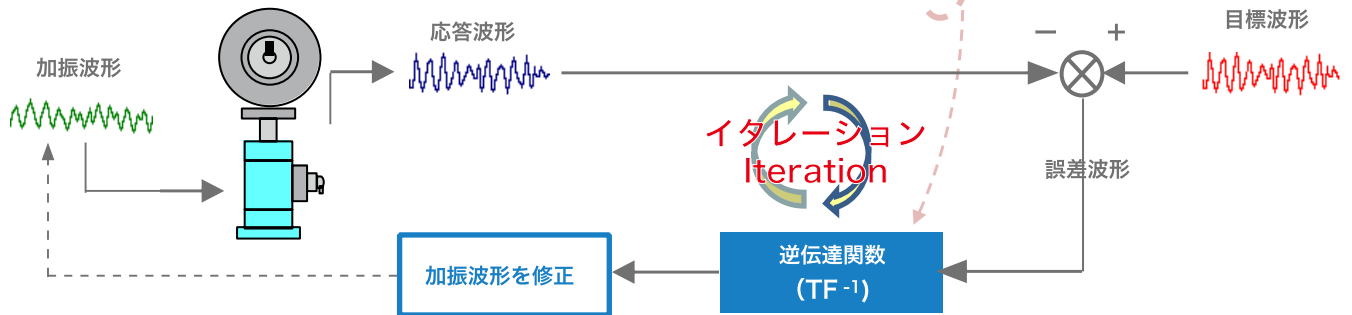 応答波形
目標波形
加振波形
－
＋
イタレーション
Iteration
誤差波形
加振波形を修正
逆伝達関数
（TF -1)